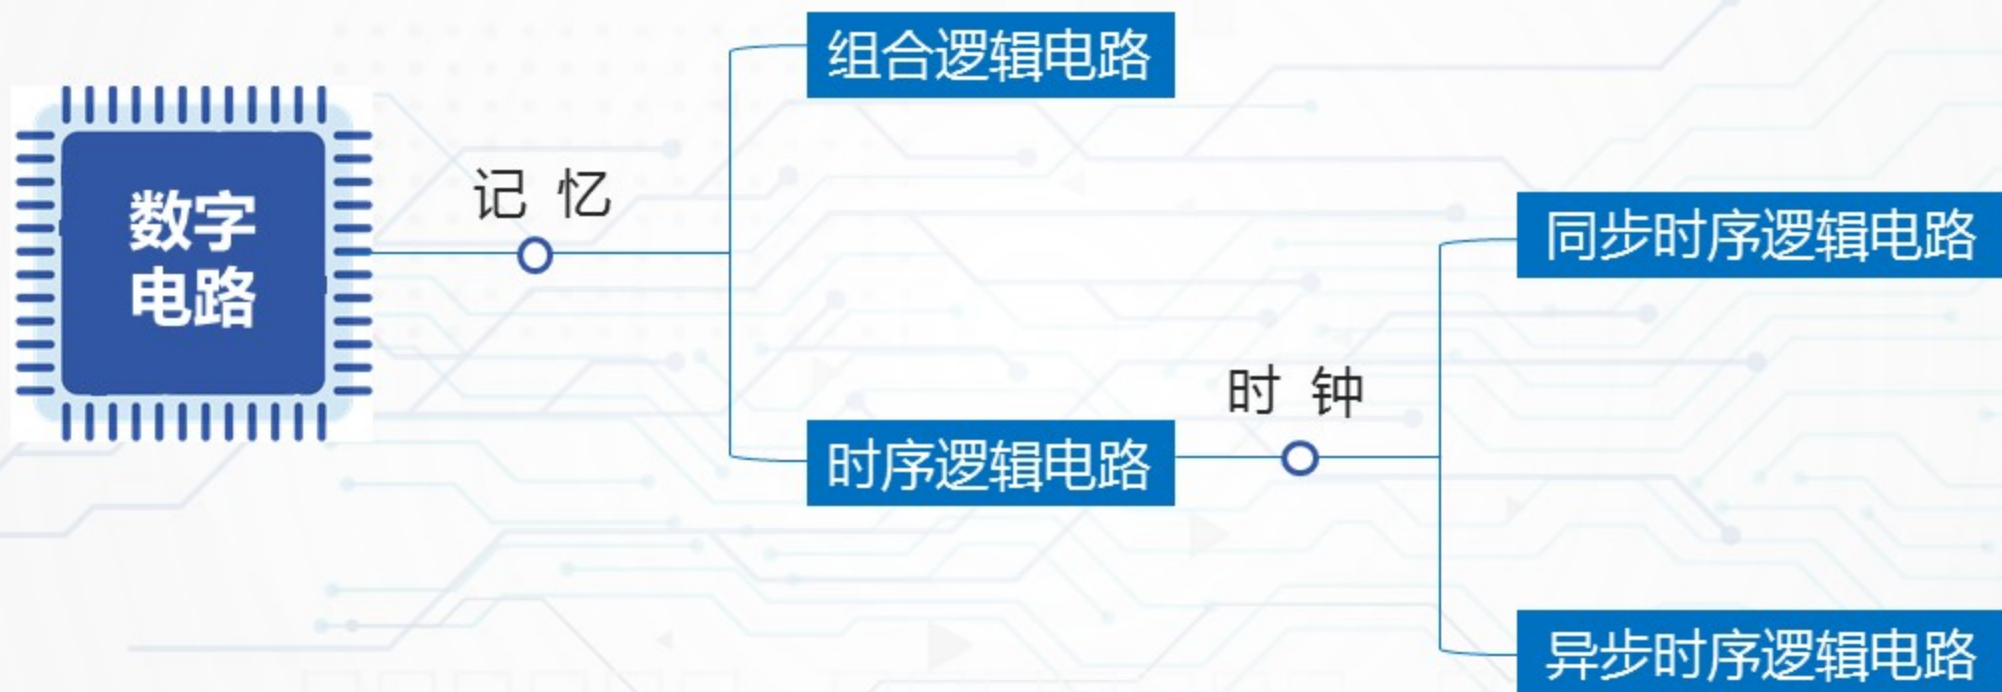 数字
电路
记 忆
组合逻辑电路
时序逻辑电路
时 钟
同步时序逻辑电路
异步时序逻辑电路